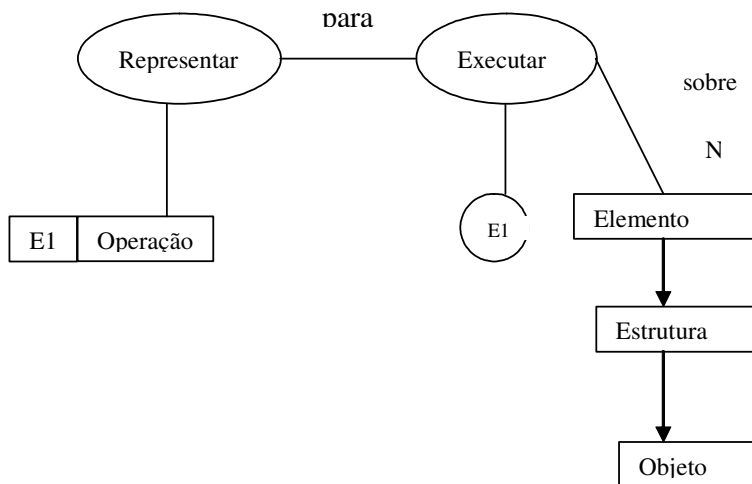 para
Representar
Executar
sobre
N
E1
Operação
E1
Elemento
Estrutura
Objeto